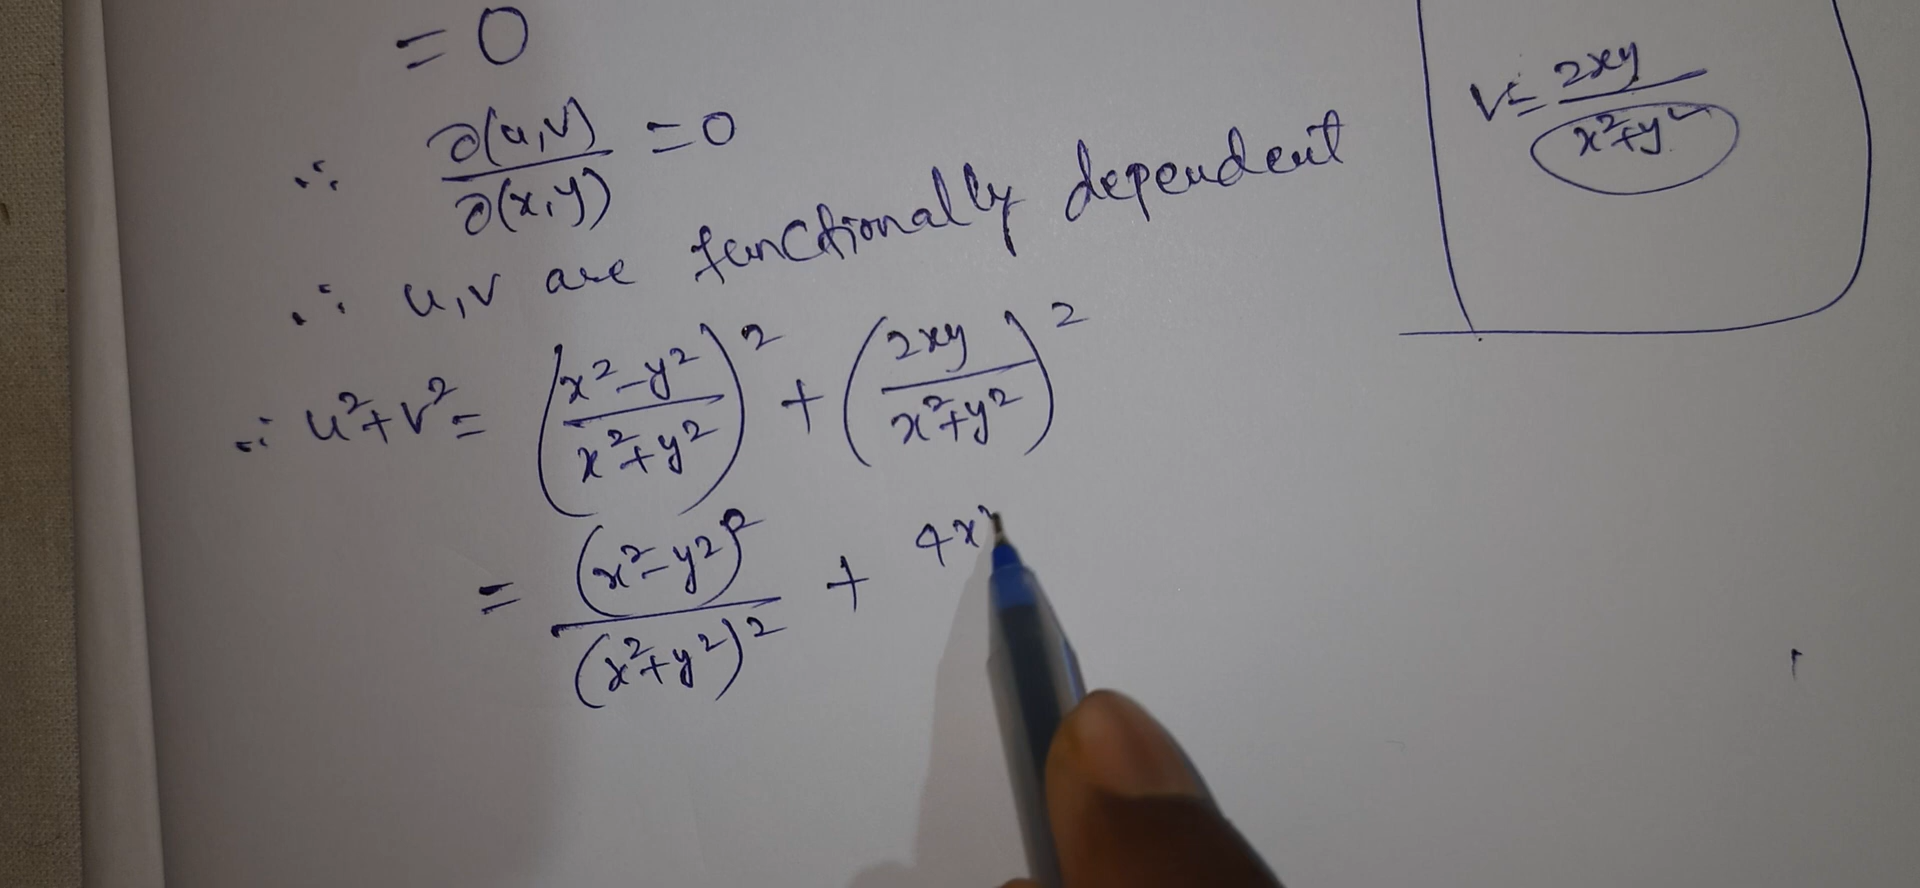 = 0
∴ ∂(u,v)/∂(x,y) = 0
∴ u,v are functionally dependent
∴ u²+v² = ((x²-y²)/(x²+y²))² + (2xy/(x²+y²))²
= (x²-y²)²/(x²+y²)² + 4x²
v = 2xy/(x²+y²)